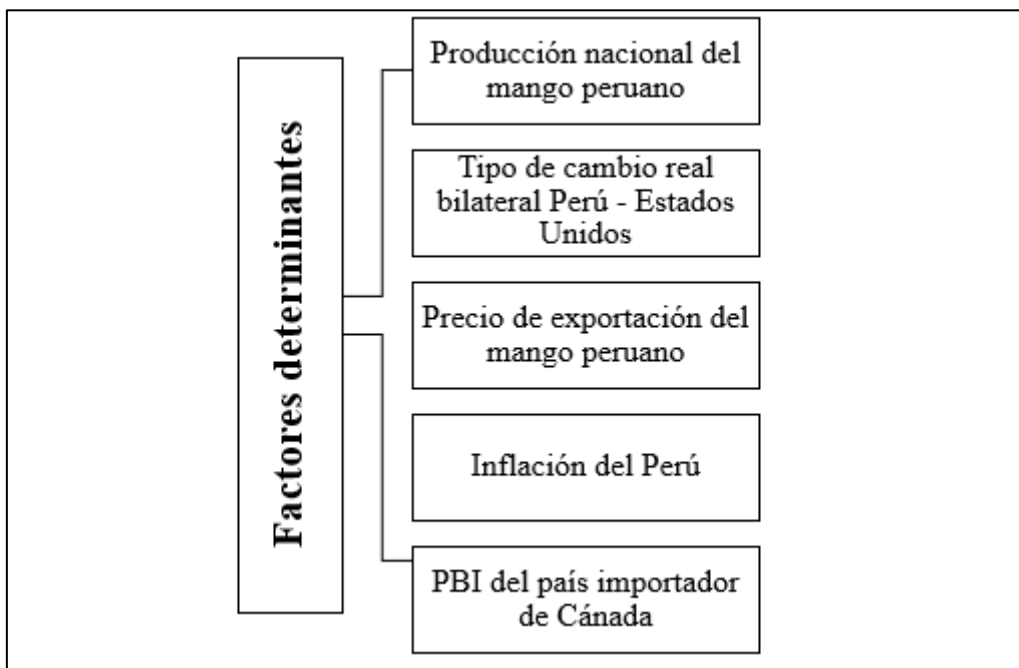 Factores determinantes
Producción nacional del
mango peruano
Tipo de cambio real
bilateral Perú - Estados
Unidos
Precio de exportación del
mango peruano
Inflación del Perú
PBI del país importador
de Cánada